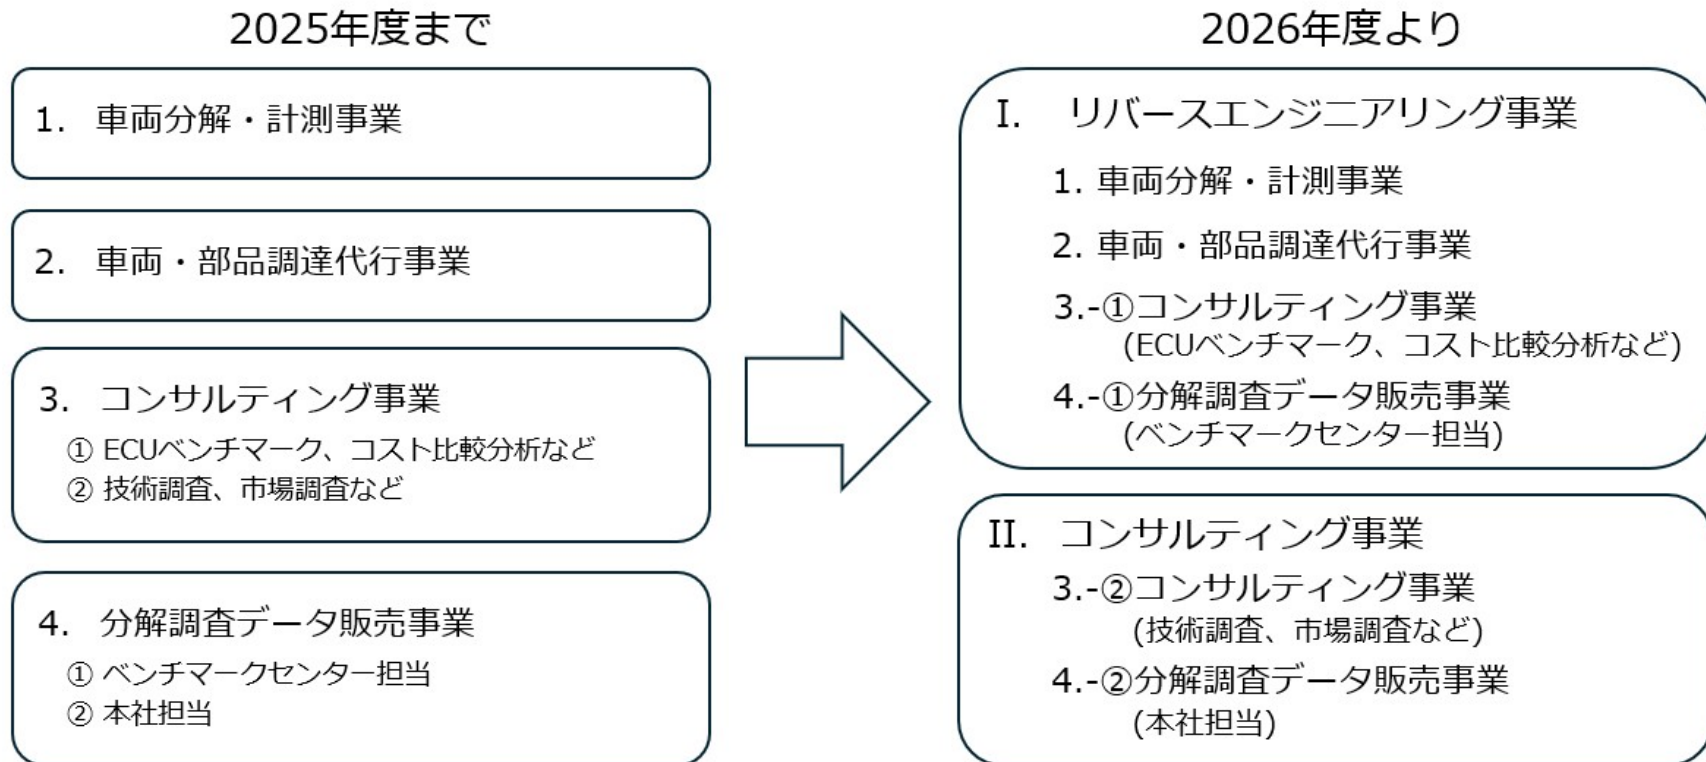 2025年度まで
1. 車両分解・計測事業
2. 車両・部品調達代行事業
3. コンサルティング事業
① ECUベンチマーク、コスト比較分析など
② 技術調査、市場調査など
4. 分解調査データ販売事業
① ベンチマークセンター担当
② 本社担当
2026年度より
I. リバースエンジニアリング事業
1. 車両分解・計測事業
2. 車両・部品調達代行事業
3.-①コンサルティング事業
(ECUベンチマーク、コスト比較分析など)
4.-①分解調査データ販売事業
(ベンチマークセンター担当)
II. コンサルティング事業
3.-②コンサルティング事業
(技術調査、市場調査など)
4.-②分解調査データ販売事業
(本社担当)